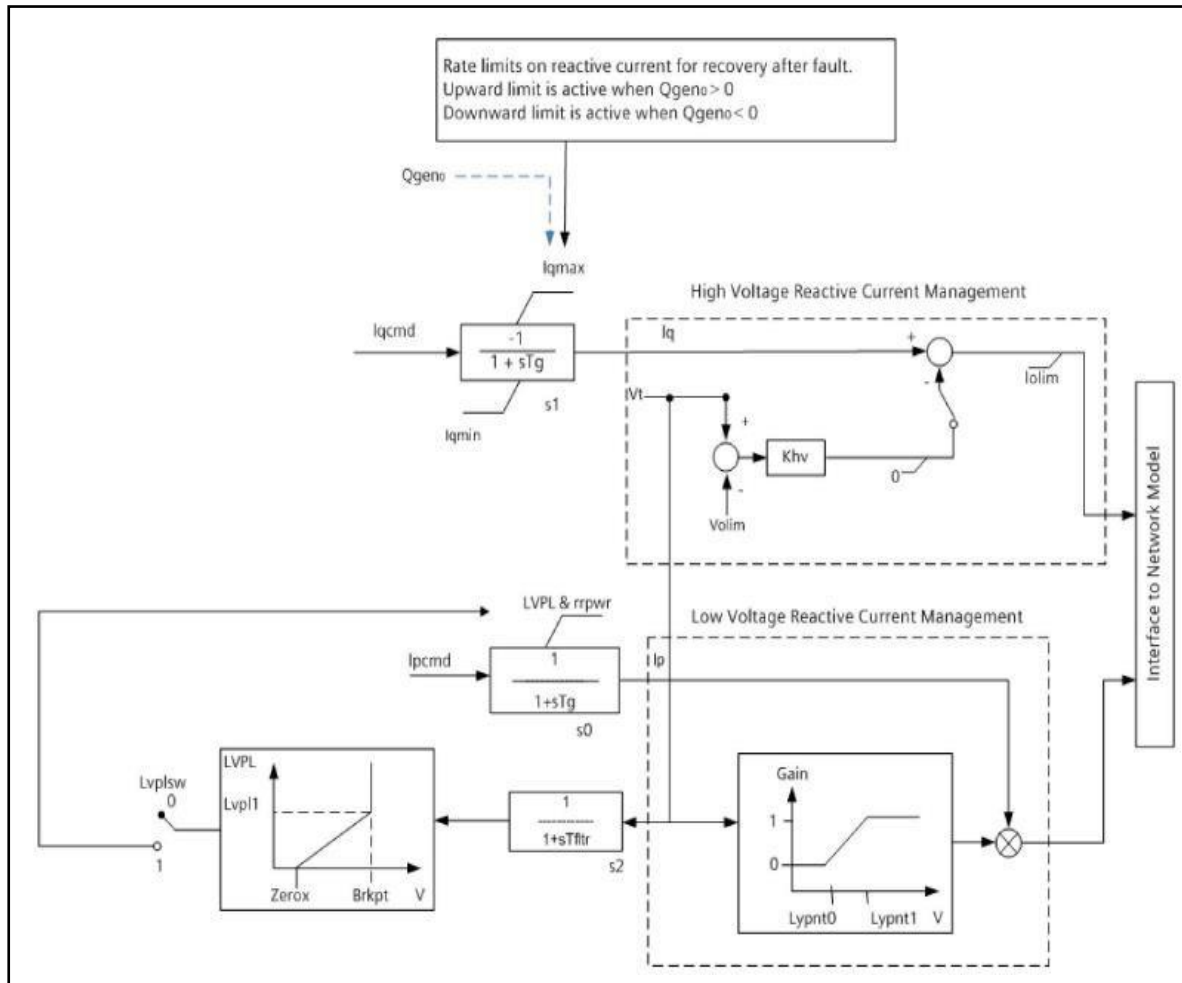 Rate limits on reactive current for recovery after fault.
Upward limit is active when Qgen₀ > 0
Downward limit is active when Qgen₀ < 0
Qgen₀
Iqmax
High Voltage Reactive Current Management
Iqcmd
-1
1 + sTg
s1
Iqmin
Iq
+
-
Iolim
Vt
+
-
Khv
0
Volim
Interface to Network Model
LVPL & rrpwr
Low Voltage Reactive Current Management
Ipcmd
1
1+sTg
s0
Ip
Lvplsw
0
1
LVPL
Lvpl1
Zerox
Brkpt
V
1
1+sTfltr
s2
Gain
1
0
Lypnt0
Lypnt1
V